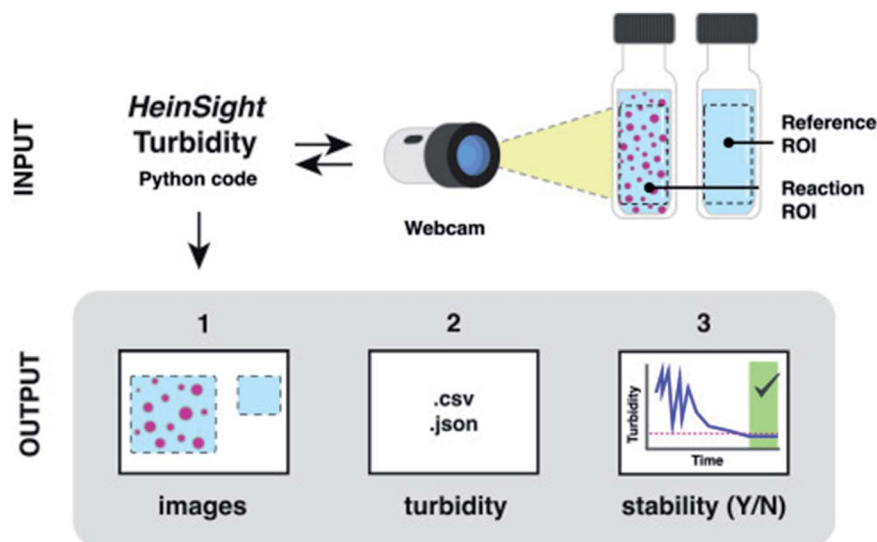 INPUT
HeinSight
Turbidity
Python code
Webcam
Reference
ROI
Reaction
ROI
OUTPUT
1
2
3
.csv
.json
Turbidity
Time
images
turbidity
stability (Y/N)